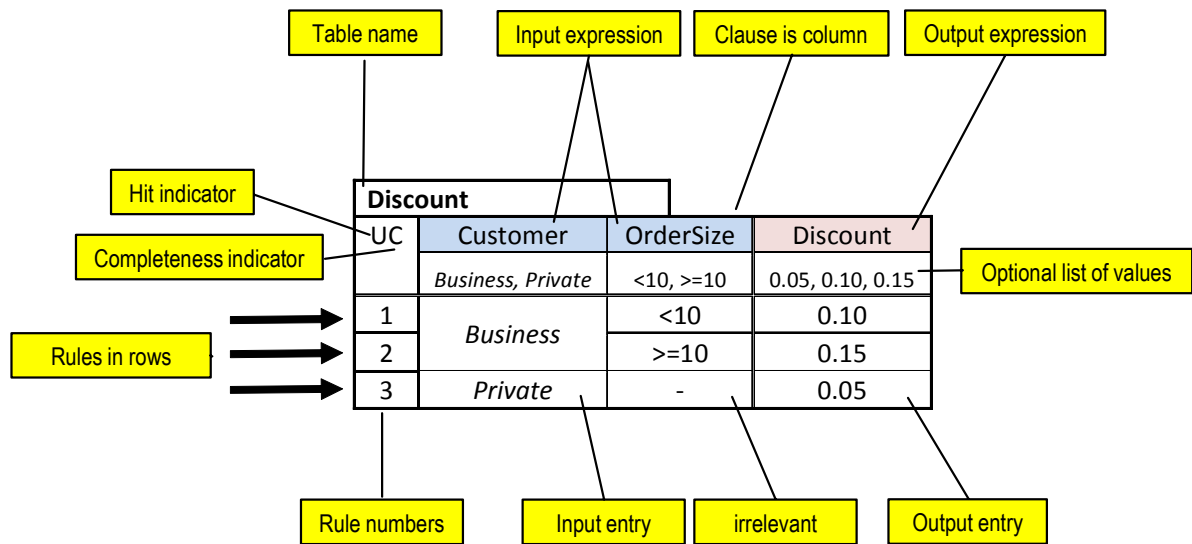 Table name Input expression Clause is column Output expression
Hit indicator
Discount
UC Customer OrderSize Discount
Completeness indicator
Business, Private <10, >=10 0.05, 0.10, 0.15 Optional list of values
1 <10 0.10
Business
Rules in rows 2 >=10 0.15
3 Private - 0.05
Rule numbers Input entry irrelevant Output entry